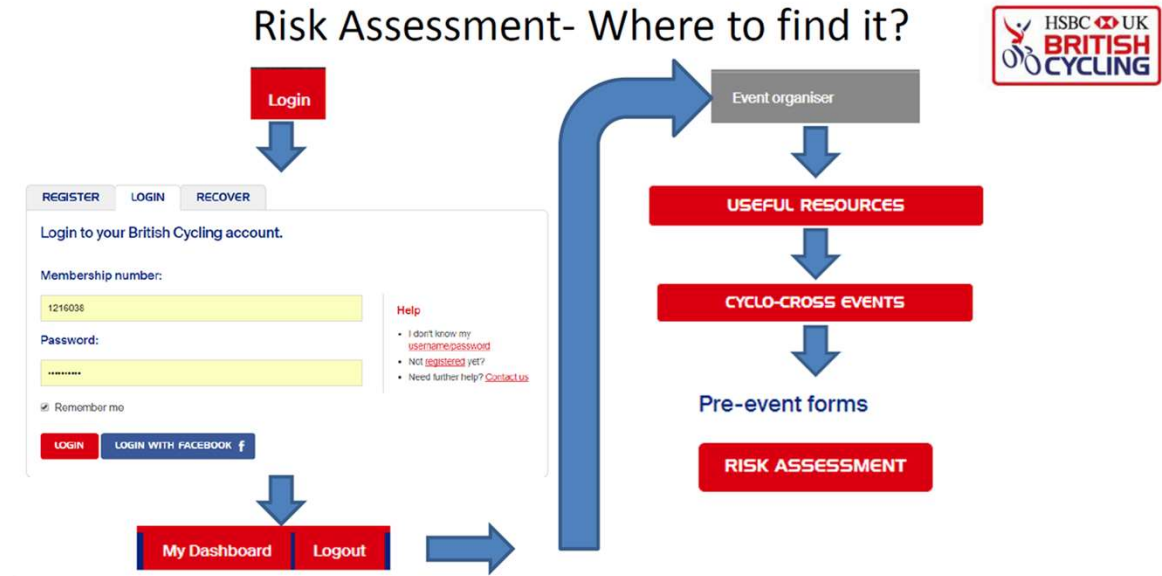 Risk Assessment- Where to find it?
HSBC UK
BRITISH
CYCLING
Login
REGISTER
LOGIN
RECOVER
Login to your British Cycling account.
Membership number:
1216038
Password:
••••••••••
Remember me
LOGIN
LOGIN WITH FACEBOOK f
Help
• I don't know my
username/password
• Not registered yet?
• Need further help? Contact us
My Dashboard
Logout
Event organiser
USEFUL RESOURCES
CYCLO-CROSS EVENTS
Pre-event forms
RISK ASSESSMENT